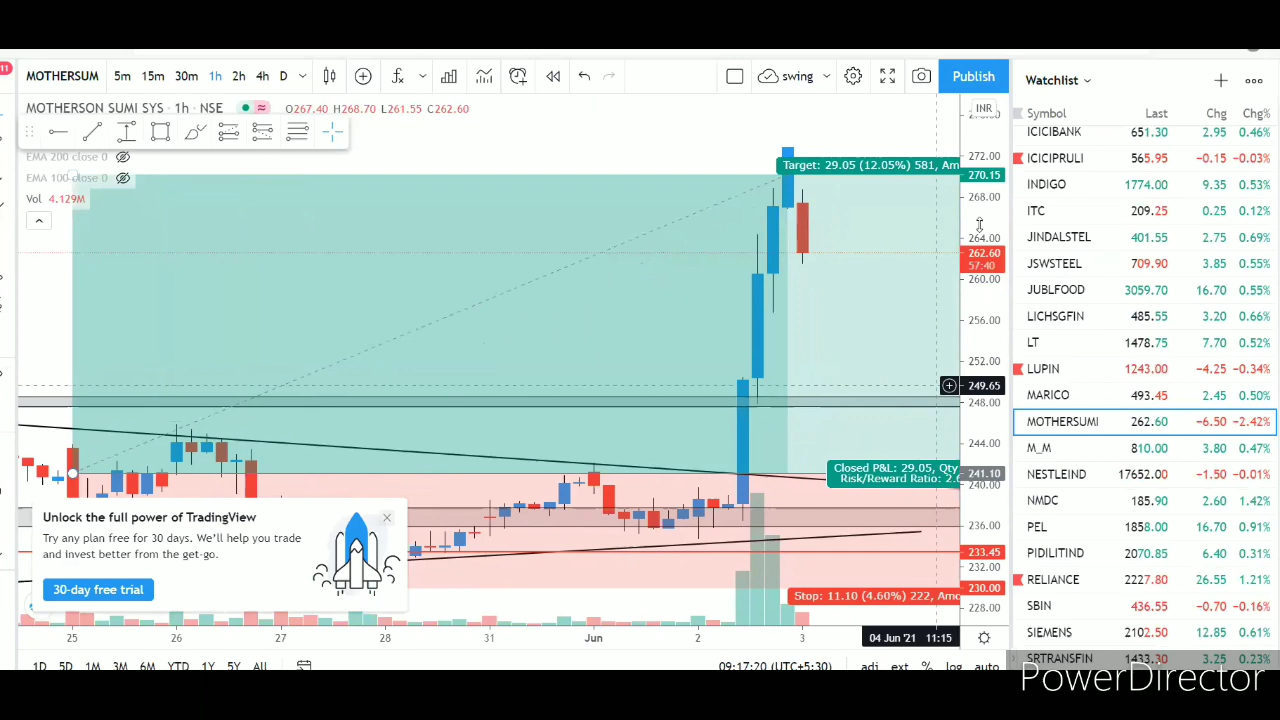 11
MOTHERSUM 5m 15m 30m 1h 2h 4h D swing Publish
MOTHERSON SUMI SYS · 1h · NSE O267.40 H268.70 L261.55 C262.60
EMA 200 close 0
EMA 100 close 0
Vol 4.129M
INR
272.00
268.00
264.00
260.00
256.00
252.00
248.00
244.00
240.00
236.00
232.00
228.00
Target: 29.05 (12.05%) 581, Am
270.15
262.60
57:40
249.65
Closed P&L: 29.05, Qty
Risk/Reward Ratio: 2.
241.10
233.45
230.00
Stop: 11.10 (4.60%) 222, Amo
Unlock the full power of TradingView
Try any plan free for 30 days. We'll help you trade
and invest better from the get-go.
30-day free trial
25 26 27 28 31 Jun 2 3 04 Jun '21 11:15
1D 5D 1M 3M 6M YTD 1Y 5Y All 09:17:20 (UTC+5:30) adj ext % log auto
Watchlist
Symbol Last Chg Chg%
ICICIBANK 651.30 2.95 0.46%
ICICIPRULI 565.95 −0.15 −0.03%
INDIGO 1774.00 9.35 0.53%
ITC 209.25 0.25 0.12%
JINDALSTEL 401.55 2.75 0.69%
JSWSTEEL 709.90 3.85 0.55%
JUBLFOOD 3059.70 16.70 0.55%
LICHSGFIN 485.55 3.20 0.66%
LT 1478.75 7.70 0.52%
LUPIN 1243.00 −4.25 −0.34%
MARICO 493.45 2.45 0.50%
MOTHERSUMI 262.60 −6.50 −2.42%
M_M 810.00 3.80 0.47%
NESTLEIND 17652.00 −1.50 −0.01%
NMDC 185.90 2.60 1.42%
PEL 1858.00 16.70 0.91%
PIDILITIND 2070.85 6.40 0.31%
RELIANCE 2227.80 26.55 1.21%
SBIN 436.55 −0.70 −0.16%
SIEMENS 2102.50 12.85 0.61%
SRTRANSFIN 1433.30 3.25 0.23%
PowerDirector